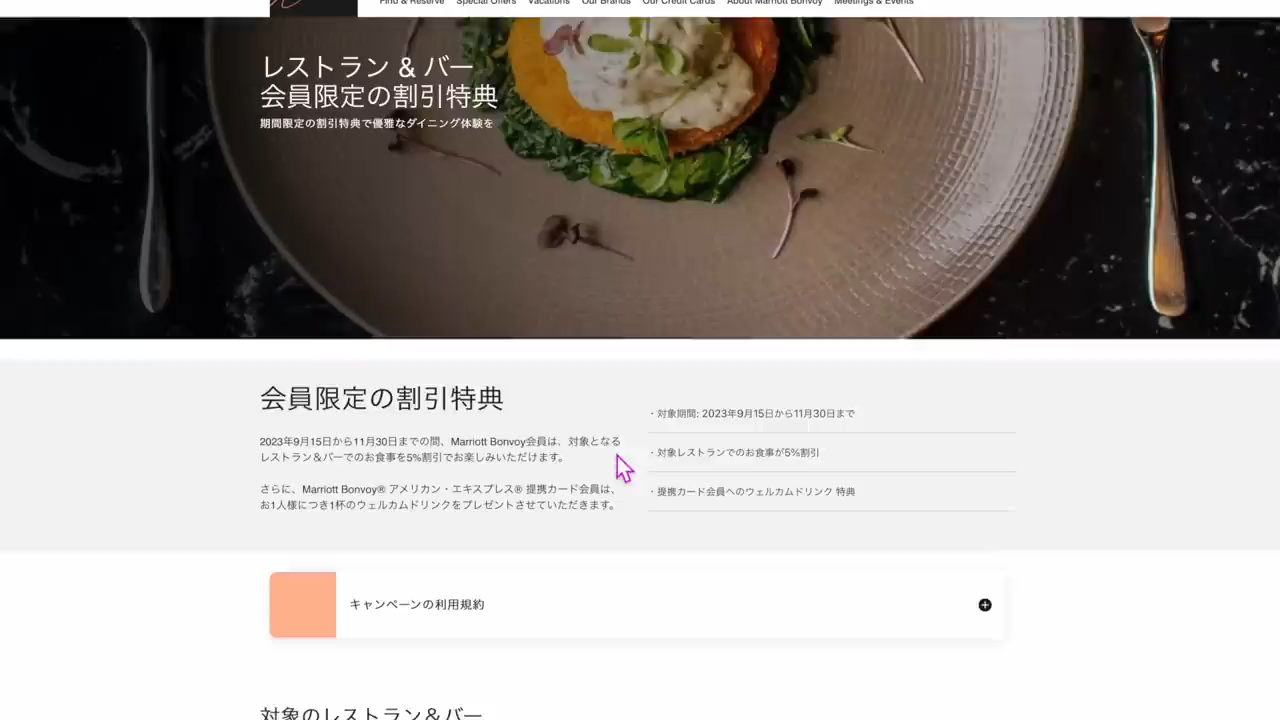 Find & Reserve Special Offers Vacations Our Brands Our Credit Cards About Marriott Bonvoy Meetings & Events
レストラン & バー
会員限定の割引特典
期間限定の割引特典で優雅なダイニング体験を
会員限定の割引特典
2023年9月15日から11月30日までの間、Marriott Bonvoy会員は、対象となる
レストラン&バーでのお食事を5%割引でお楽しみいただけます。
さらに、Marriott Bonvoy® アメリカン・エキスプレス® 提携カード会員は、
お1人様につき1杯のウェルカムドリンクをプレゼントさせていただきます。
・対象期間: 2023年9月15日から11月30日まで
・対象レストランでのお食事が5%割引
・提携カード会員へのウェルカムドリンク 特典
キャンペーンの利用規約
対象のレストラン&バー